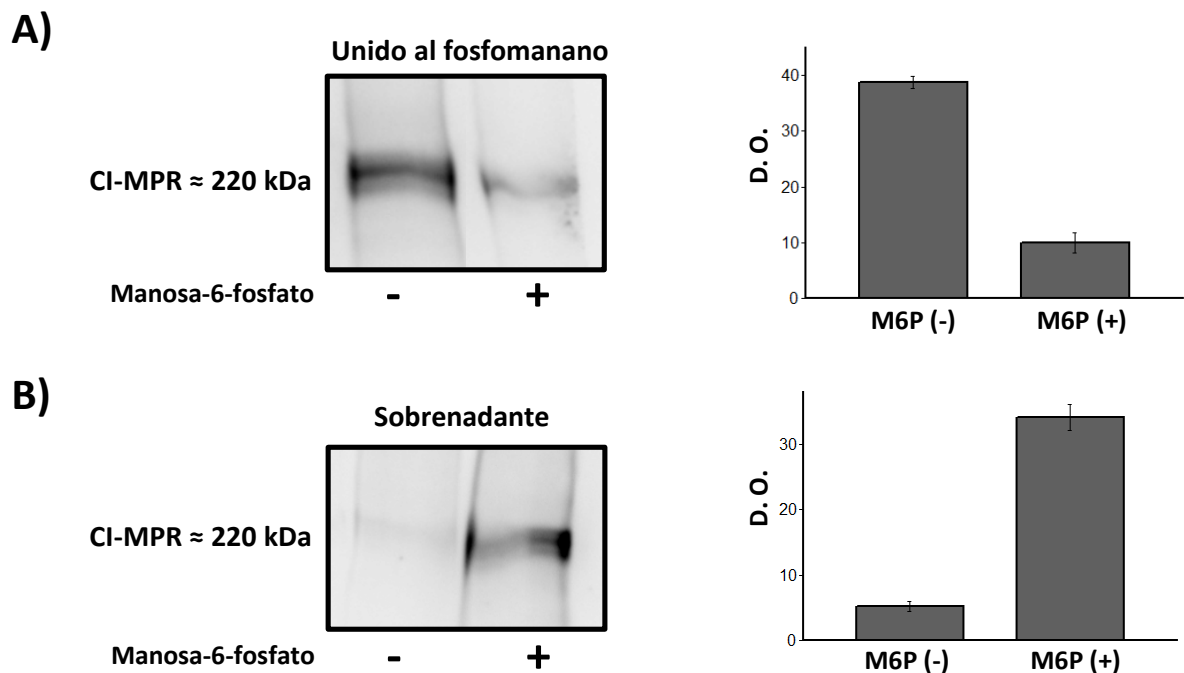 A)
Unido al fosfomanano
CI-MPR ≈ 220 kDa
Manosa-6-fosfato - +
D. O.
40
30
20
10
0
M6P (-) M6P (+)
B)
Sobrenadante
CI-MPR ≈ 220 kDa
Manosa-6-fosfato - +
D. O.
30
20
10
0
M6P (-) M6P (+)